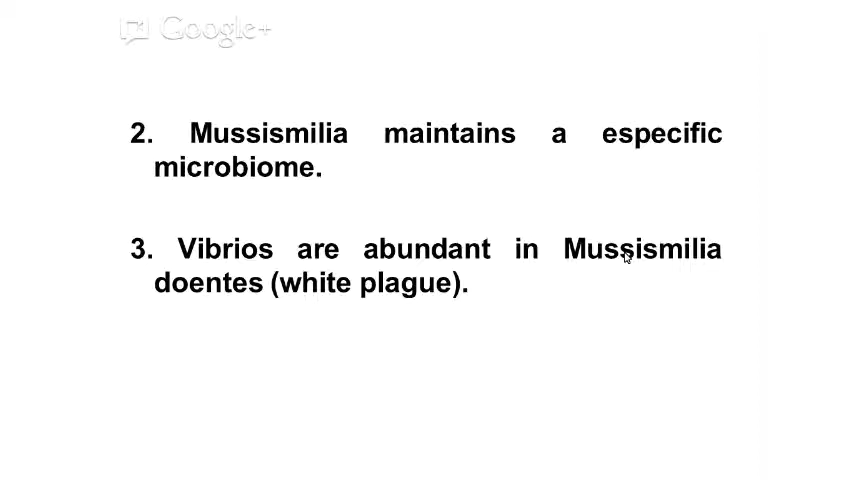 Google+
2. Mussismilia maintains a especific
microbiome.
3. Vibrios are abundant in Mussismilia
doentes (white plague).